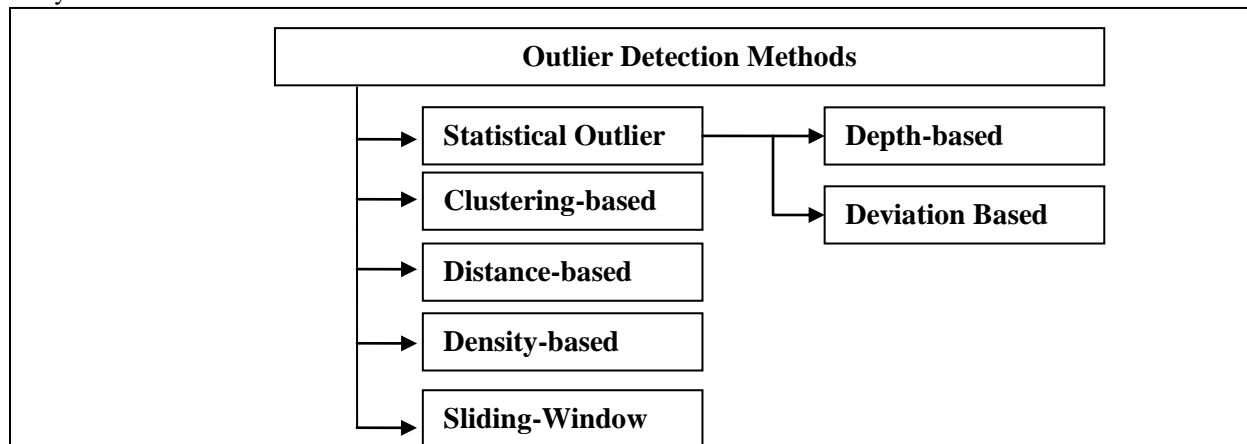 Outlier Detection Methods
Statistical Outlier
Depth-based
Clustering-based
Deviation Based
Distance-based
Density-based
Sliding-Window